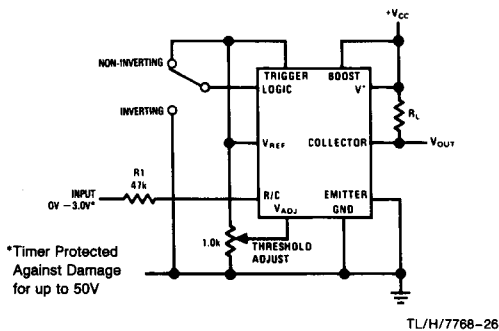 +VCC
NON-INVERTING
TRIGGER BOOST
LOGIC V+
INVERTING
RL
VREF COLLECTOR VOUT
R1
47k
INPUT
0V –3.0V*
R/C EMITTER
VADJ GND
1.0k
THRESHOLD
ADJUST
*Timer Protected
Against Damage
for up to 50V
TL/H/7768–26